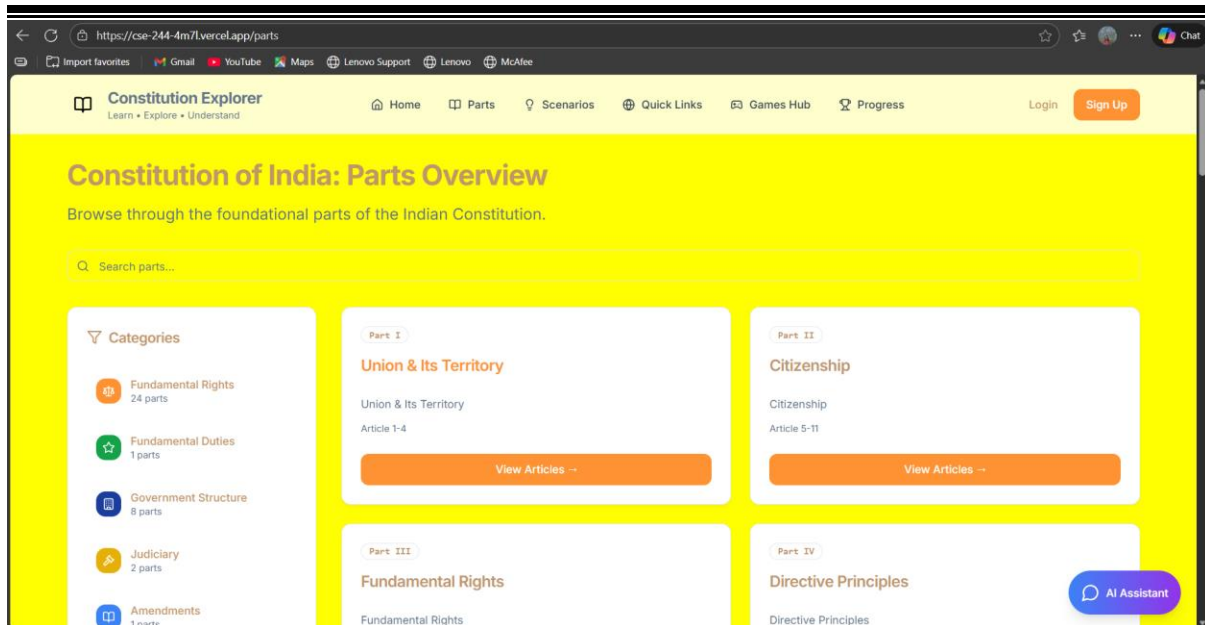 https://cse-244-4m7l.vercel.app/parts
Chat
Import favorites Gmail YouTube Maps Lenovo Support Lenovo McAfee
Constitution Explorer
Learn • Explore • Understand
Home Parts Scenarios Quick Links Games Hub Progress
Login Sign Up
Constitution of India: Parts Overview
Browse through the foundational parts of the Indian Constitution.
Search parts...
Categories
Fundamental Rights
24 parts
Fundamental Duties
1 parts
Government Structure
8 parts
Judiciary
2 parts
Amendments
1 parts
Part I
Union & Its Territory
Union & Its Territory
Article 1-4
View Articles →
Part II
Citizenship
Citizenship
Article 5-11
View Articles →
Part III
Fundamental Rights
Fundamental Rights
Part IV
Directive Principles
Directive Principles
AI Assistant